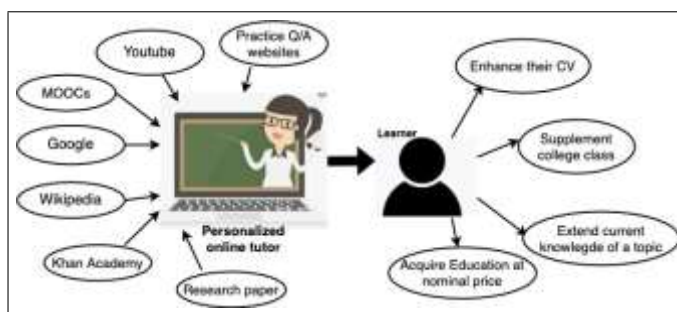 Youtube
Practice Q/A
websites
MOOCs
Google
Wikipedia
Khan Academy
Research paper
Personalized
online tutor
Learner
Enhance their CV
Supplement
college class
Extend current
knowlegde of a topic
Acquire Education at
nominal price